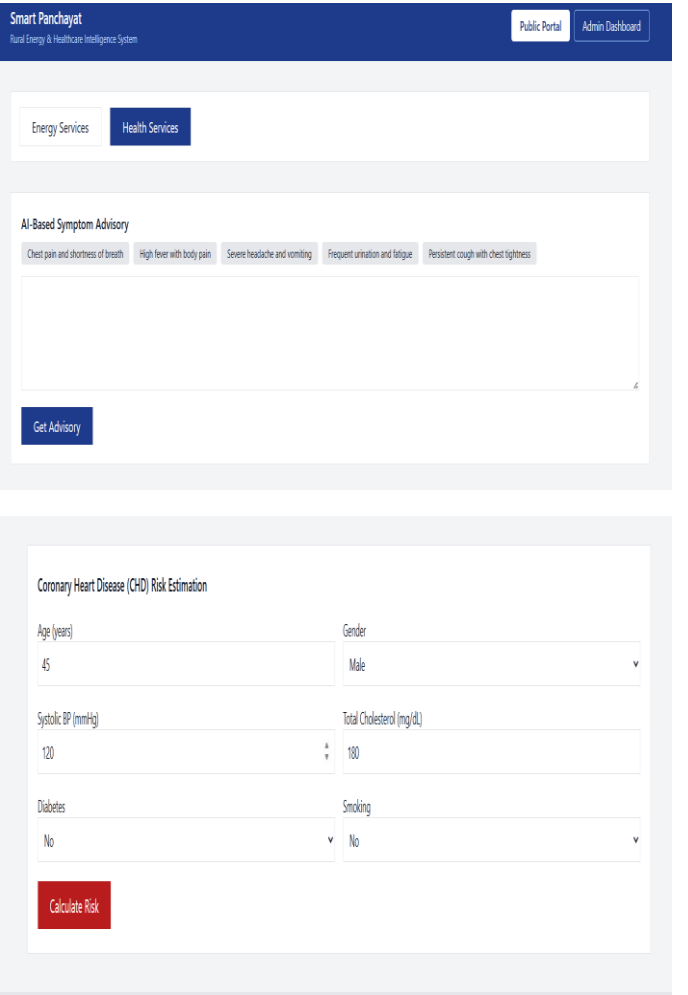 Smart Panchayat
Rural Energy & Healthcare Intelligence System
Public Portal
Admin Dashboard
Energy Services
Health Services
AI-Based Symptom Advisory
Chest pain and shortness of breath
High fever with body pain
Severe headache and vomiting
Frequent urination and fatigue
Persistent cough with chest tightness
Get Advisory
Coronary Heart Disease (CHD) Risk Estimation
Age (years)
Gender
45
Male
Systolic BP (mmHg)
Total Cholesterol (mg/dL)
120
180
Diabetes
Smoking
No
No
Calculate Risk